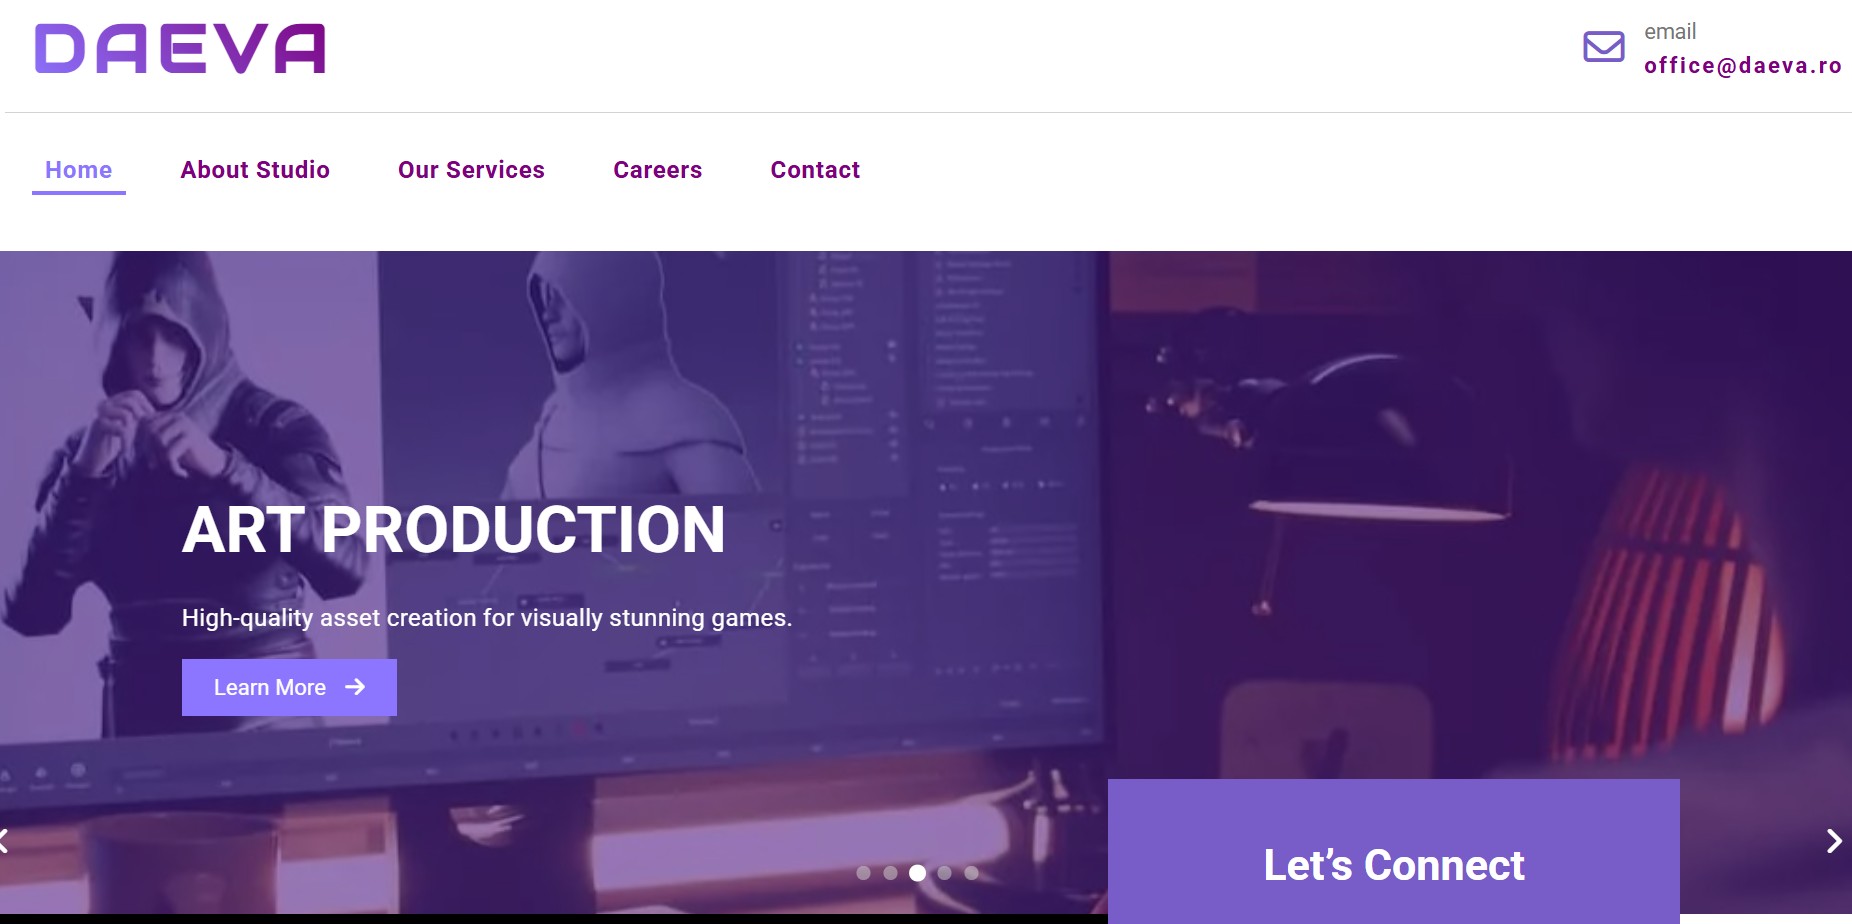 DAEVA
email
office@daeva.ro
Home About Studio Our Services Careers Contact
ART PRODUCTION
High-quality asset creation for visually stunning games.
Learn More
Let’s Connect